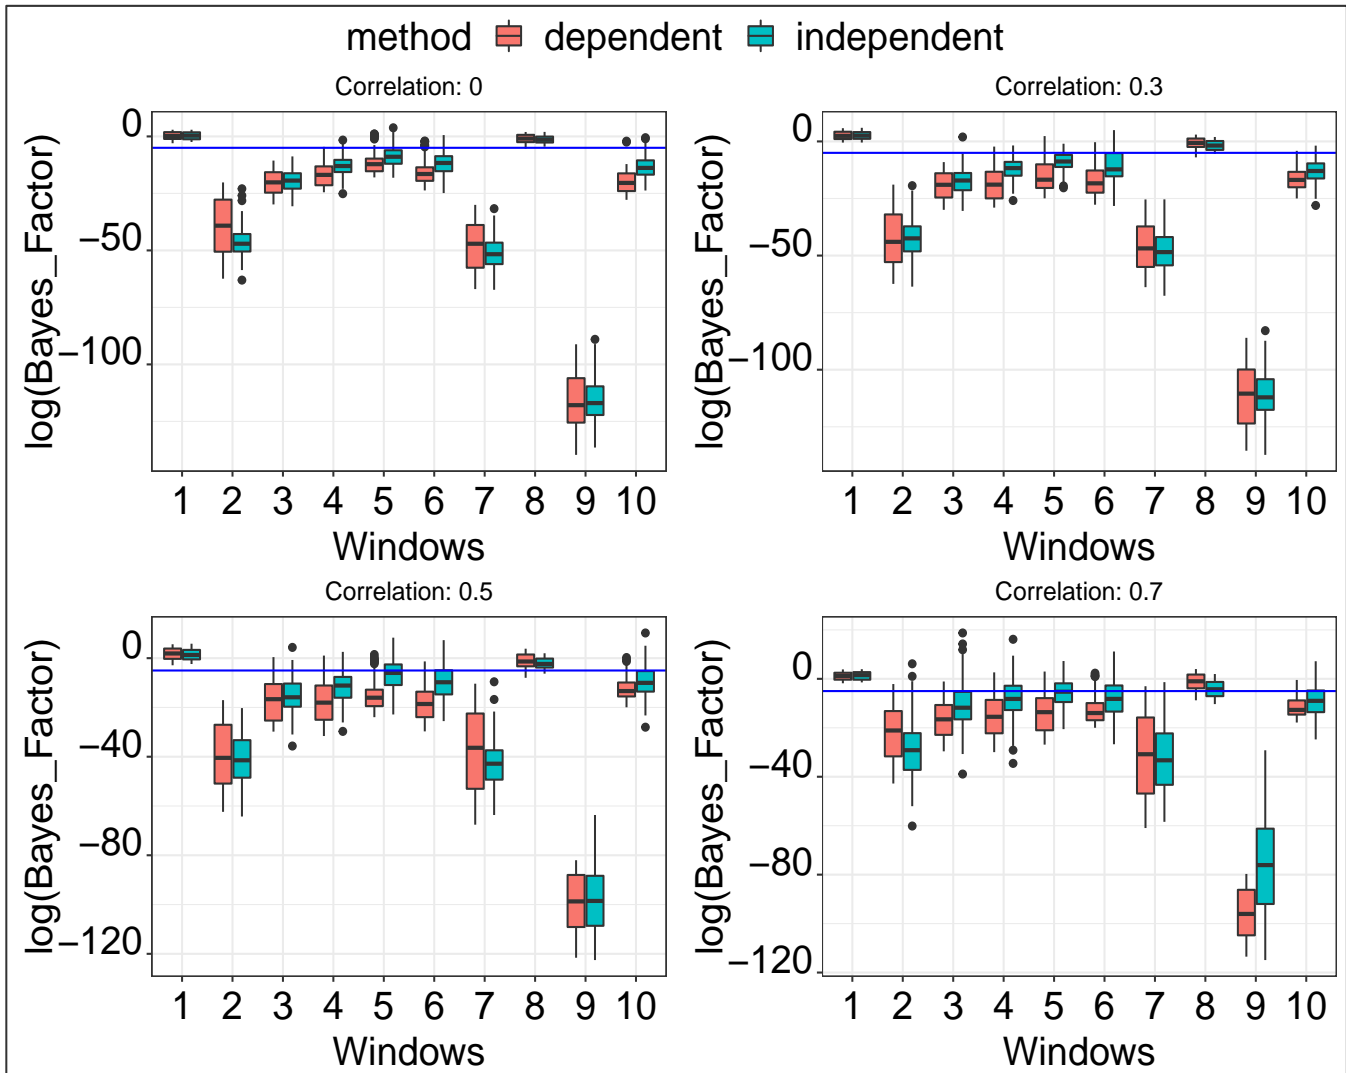 method dependent independent
Correlation: 0
log(Bayes_Factor)
0
−50
−100
1 2 3 4 5 6 7 8 9 10
Windows
Correlation: 0.3
log(Bayes_Factor)
0
−50
−100
1 2 3 4 5 6 7 8 9 10
Windows
Correlation: 0.5
log(Bayes_Factor)
0
−40
−80
−120
1 2 3 4 5 6 7 8 9 10
Windows
Correlation: 0.7
log(Bayes_Factor)
0
−40
−80
−120
1 2 3 4 5 6 7 8 9 10
Windows